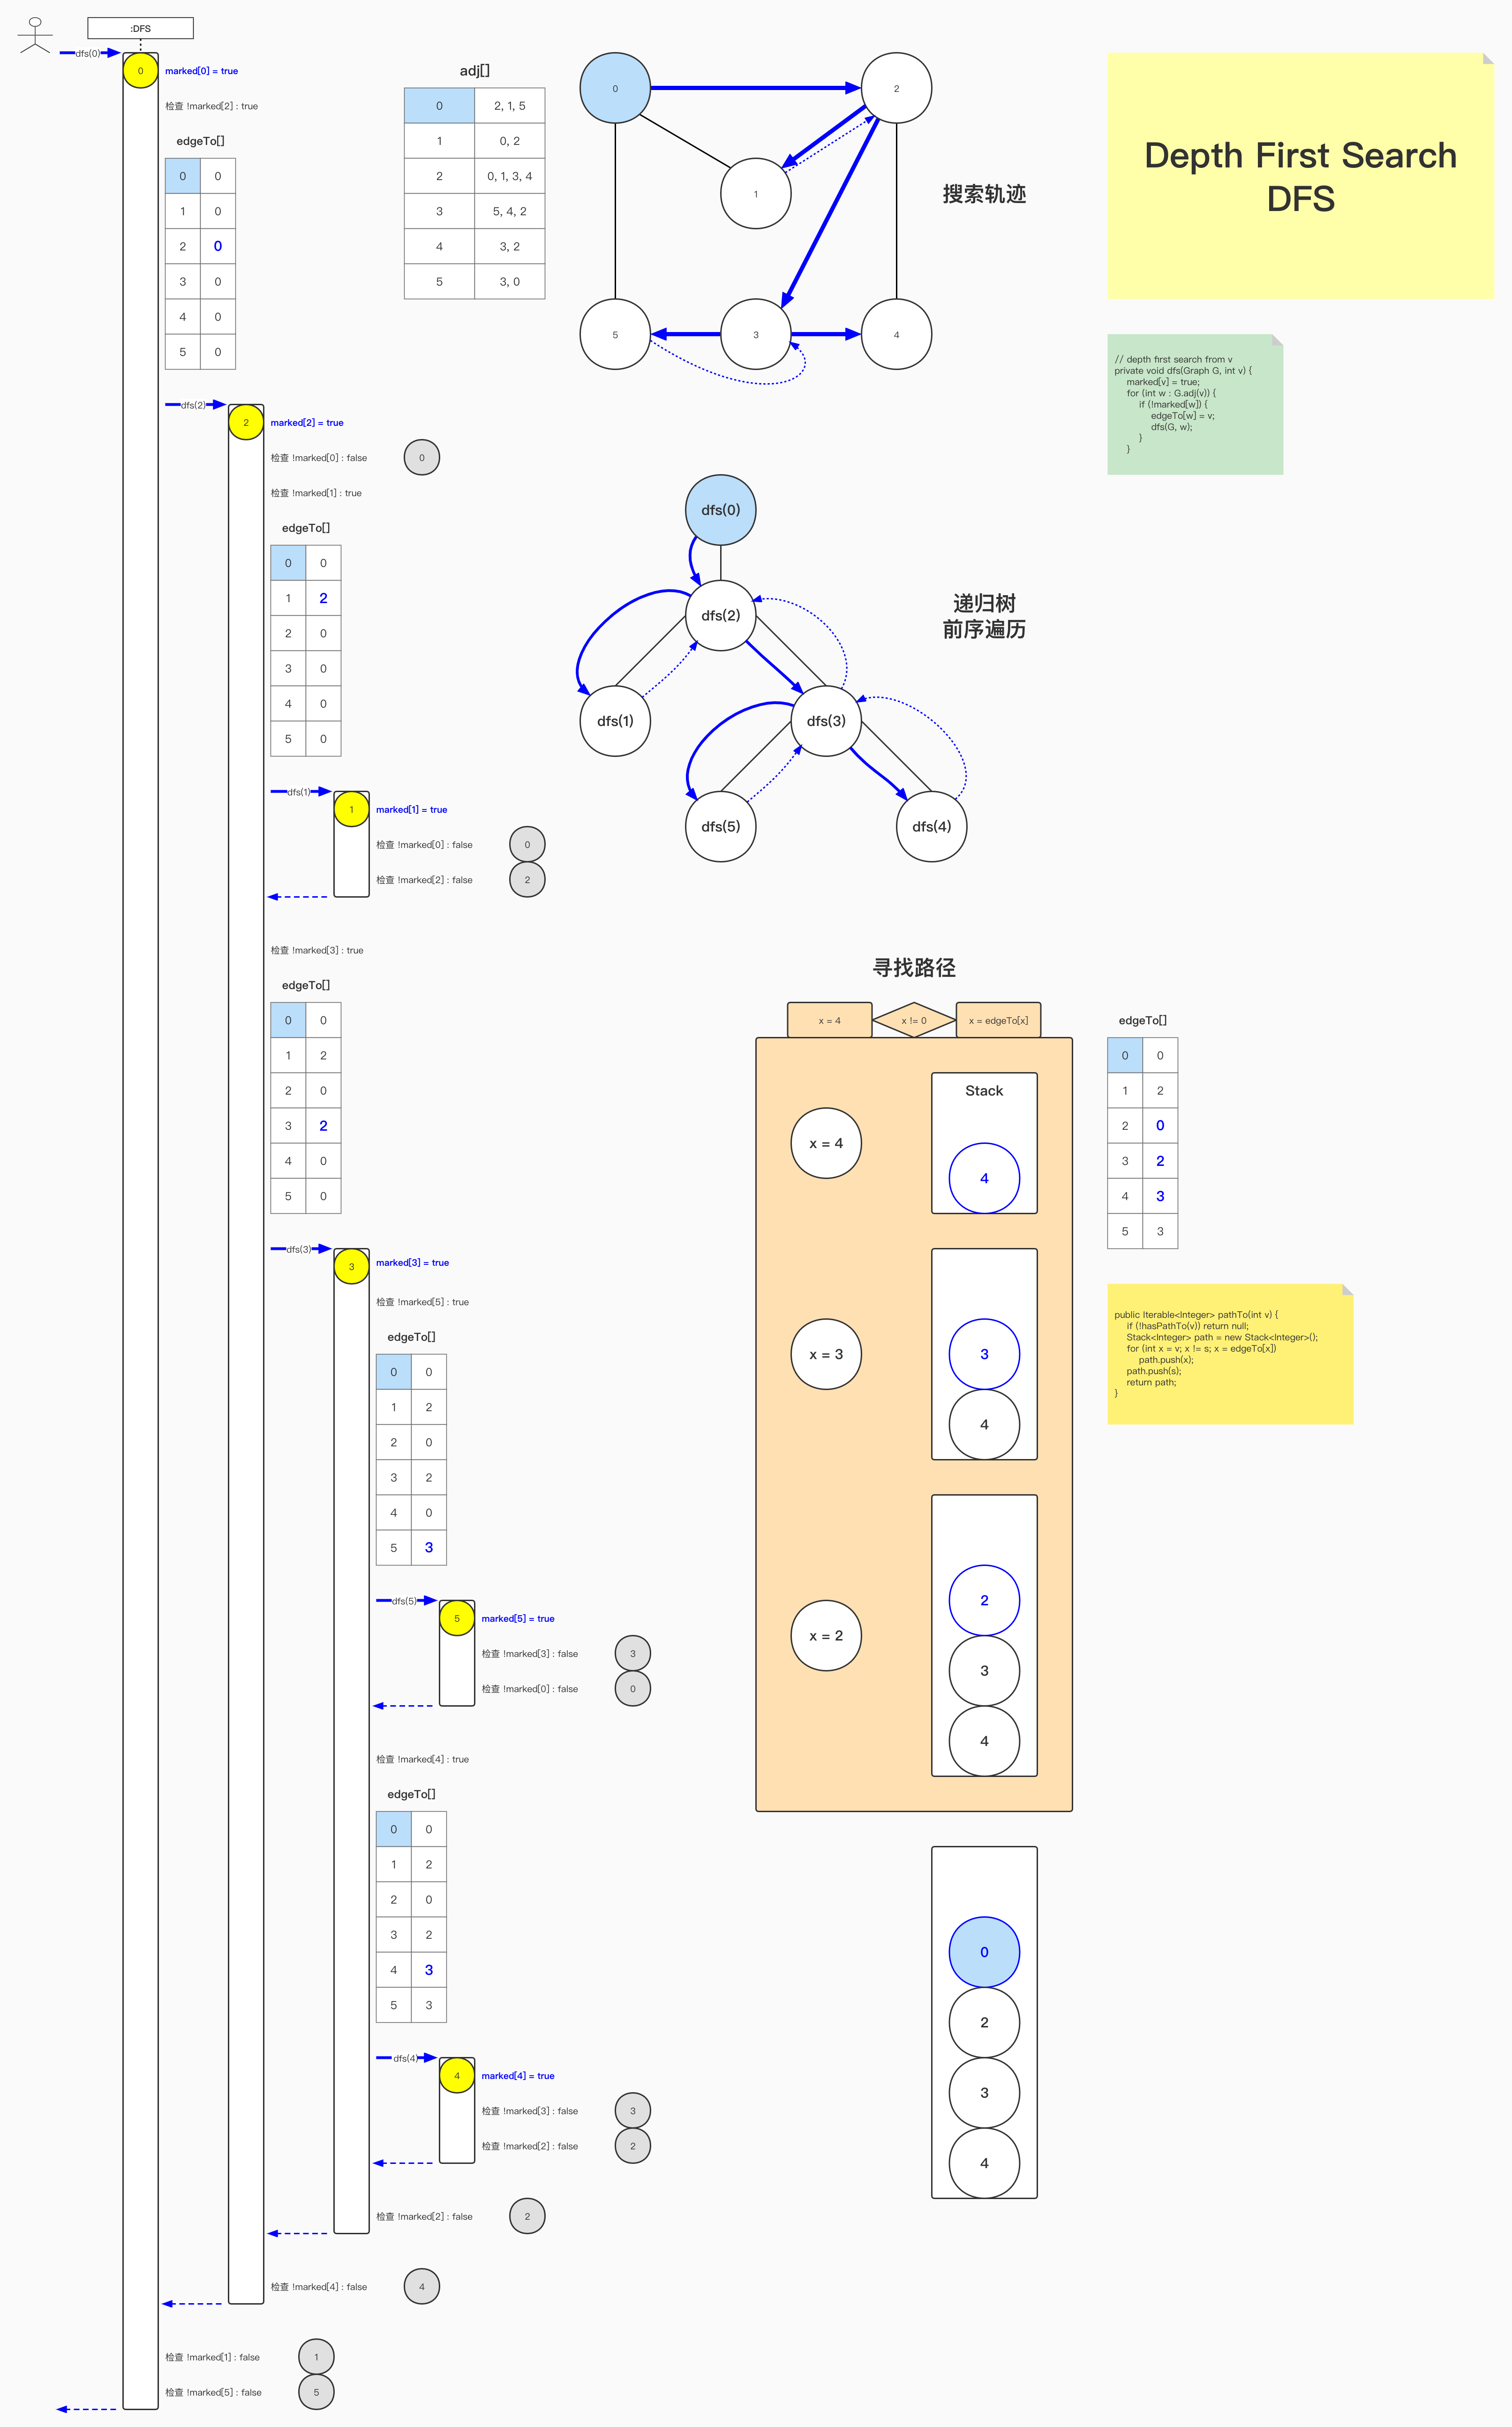 :DFS
dfs(0)
0
marked[0] = true
检查 !marked[2] : true
edgeTo[]
0 0
1 0
2 0
3 0
4 0
5 0
dfs(2)
2
marked[2] = true
检查 !marked[0] : false
0
检查 !marked[1] : true
edgeTo[]
0 0
1 2
2 0
3 0
4 0
5 0
dfs(1)
1
marked[1] = true
检查 !marked[0] : false
0
检查 !marked[2] : false
2
检查 !marked[3] : true
edgeTo[]
0 0
1 2
2 0
3 2
4 0
5 0
dfs(3)
3
marked[3] = true
检查 !marked[5] : true
edgeTo[]
0 0
1 2
2 0
3 2
4 0
5 3
dfs(5)
5
marked[5] = true
检查 !marked[3] : false
3
检查 !marked[0] : false
0
检查 !marked[4] : true
edgeTo[]
0 0
1 2
2 0
3 2
4 3
5 3
dfs(4)
4
marked[4] = true
检查 !marked[3] : false
3
检查 !marked[2] : false
2
检查 !marked[2] : false
2
检查 !marked[4] : false
4
检查 !marked[1] : false
1
检查 !marked[5] : false
5
adj[]
0 2, 1, 5
1 0, 2
2 0, 1, 3, 4
3 5, 4, 2
4 3, 2
5 3, 0
0
2
1
5
3
4
搜索轨迹
Depth First Search
DFS
// depth first search from v
private void dfs(Graph G, int v) {
marked[v] = true;
for (int w : G.adj(v)) {
if (!marked[w]) {
edgeTo[w] = v;
dfs(G, w);
}
}
dfs(0)
dfs(2)
dfs(1)
dfs(3)
dfs(5)
dfs(4)
递归树
前序遍历
寻找路径
x = 4
x != 0
x = edgeTo[x]
Stack
x = 4
4
x = 3
3
4
x = 2
2
3
4
0
2
3
4
edgeTo[]
0 0
1 2
2 0
3 2
4 3
5 3
public Iterable<Integer> pathTo(int v) {
if (!hasPathTo(v)) return null;
Stack<Integer> path = new Stack<Integer>();
for (int x = v; x != s; x = edgeTo[x])
path.push(x);
path.push(s);
return path;
}